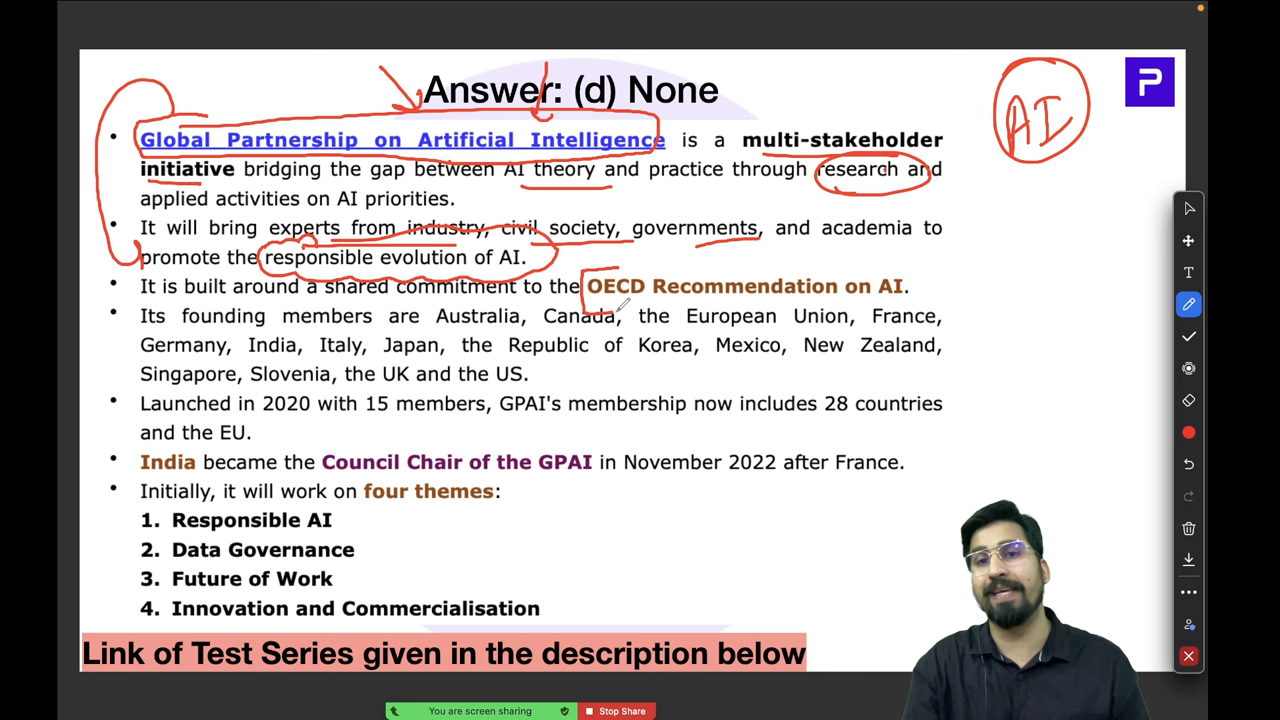 Answer: (d) None
P
AI
• Global Partnership on Artificial Intelligence is a multi-stakeholder
initiative bridging the gap between AI theory and practice through research and
applied activities on AI priorities.
• It will bring experts from industry, civil society, governments, and academia to
promote the responsible evolution of AI.
• It is built around a shared commitment to the OECD Recommendation on AI.
• Its founding members are Australia, Canada, the European Union, France,
Germany, India, Italy, Japan, the Republic of Korea, Mexico, New Zealand,
Singapore, Slovenia, the UK and the US.
• Launched in 2020 with 15 members, GPAI's membership now includes 28 countries
and the EU.
• India became the Council Chair of the GPAI in November 2022 after France.
• Initially, it will work on four themes:
1. Responsible AI
2. Data Governance
3. Future of Work
4. Innovation and Commercialisation
Link of Test Series given in the description below
You are screen sharing
Stop Share
T